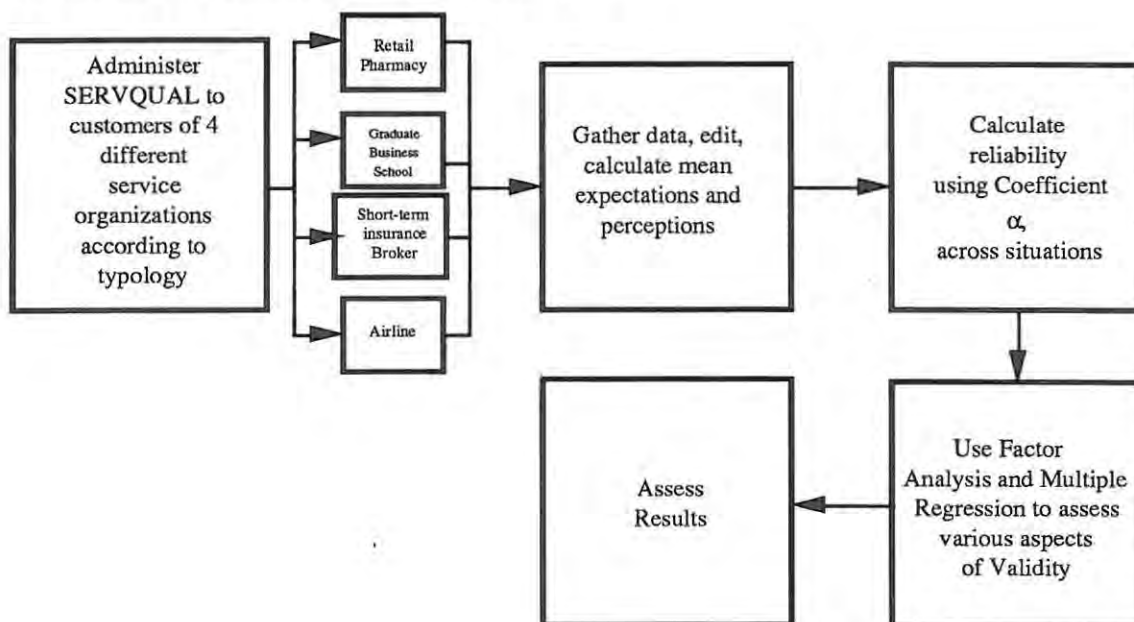 Administer
SERVQUAL to
customers of 4
different
service
organizations
according to
typology
Retail
Pharmacy
Graduate
Business
School
Short-term
insurance
Broker
Airline
Gather data, edit,
calculate mean
expectations and
perceptions
Calculate
reliability
using Coefficient
α,
across situations
Use Factor
Analysis and Multiple
Regression to assess
various aspects
of Validity
Assess
Results